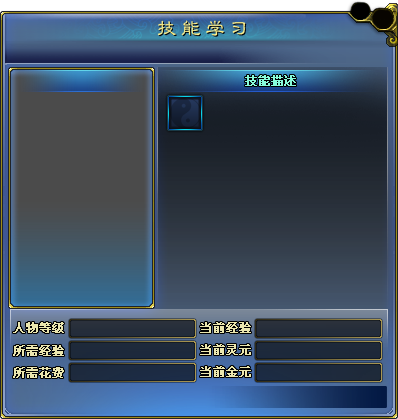 技能学习
技能描述
人物等级 当前经验
所需经验 当前灵元
所需花费 当前金元